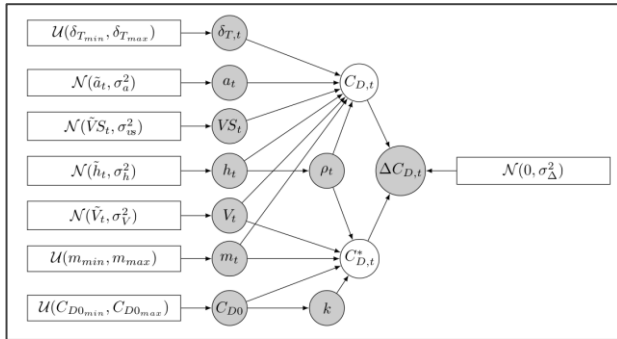 𝒰(δ_{T_{min}}, δ_{T_{max}}) δ_{T,t}
𝒩(ã_t, σ_a^2) a_t C_{D,t}
𝒩(ṼS_t, σ_{vs}^2) VS_t
𝒩(h̃_t, σ_h^2) h_t ρ_t ΔC_{D,t} 𝒩(0, σ_Δ^2)
𝒩(Ṽ_t, σ_V^2) V_t
𝒰(m_{min}, m_{max}) m_t C^*_{D,t}
𝒰(C_{D0_{min}}, C_{D0_{max}}) C_{D0} k